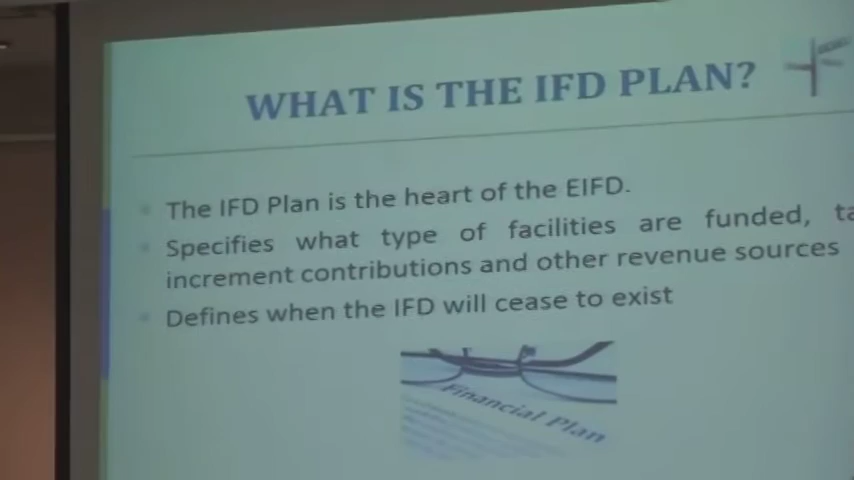 WHAT IS THE IFD PLAN?
The IFD Plan is the heart of the EIFD.
Specifies what type of facilities are funded,
increment contributions and other revenue sources
Defines when the IFD will cease to exist
Financial Plan